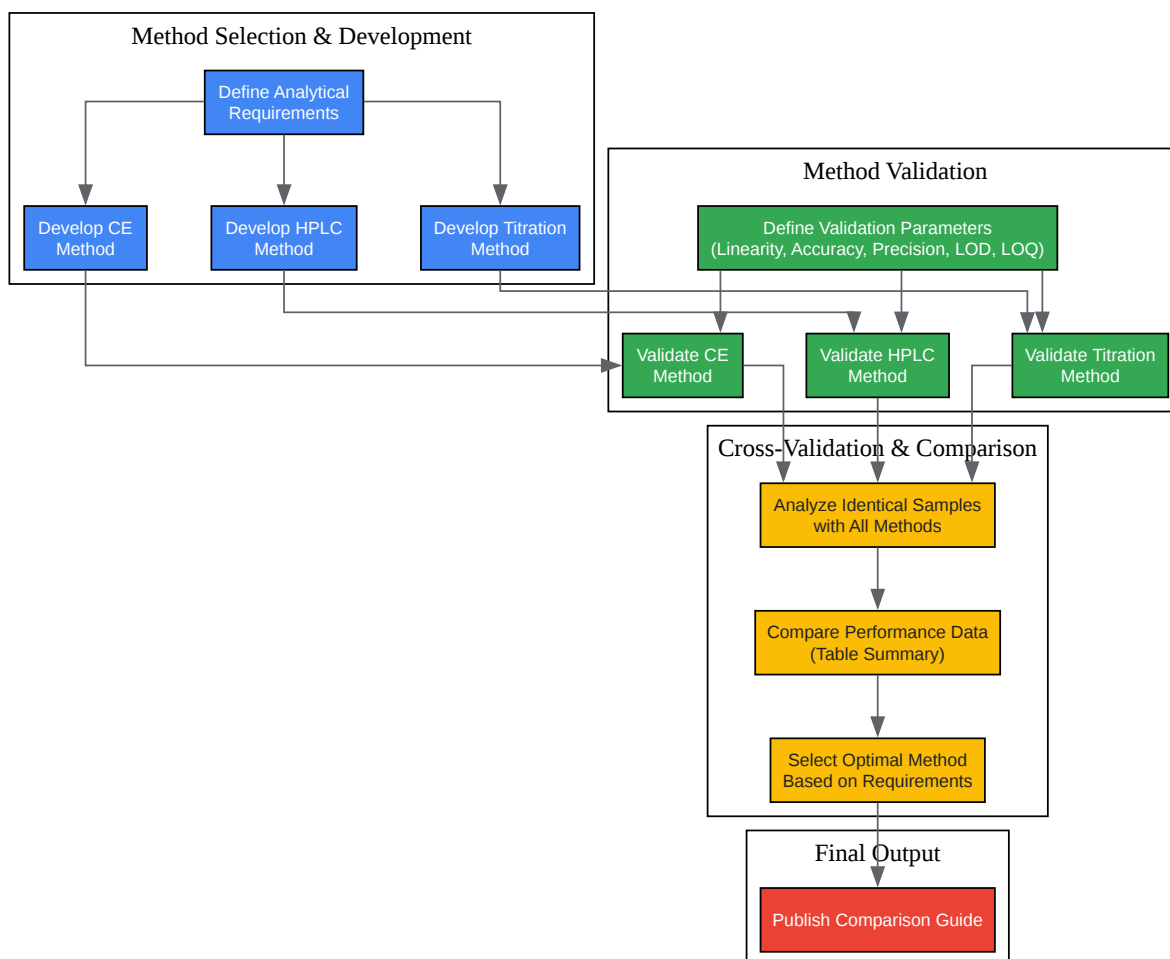 Method Selection & Development
Define Analytical
Requirements
Develop CE
Method
Develop HPLC
Method
Develop Titration
Method
Method Validation
Define Validation Parameters
(Linearity, Accuracy, Precision, LOD, LOQ)
Validate CE
Method
Validate HPLC
Method
Validate Titration
Method
Cross-Validation & Comparison
Analyze Identical Samples
with All Methods
Compare Performance Data
(Table Summary)
Select Optimal Method
Based on Requirements
Final Output
Publish Comparison Guide